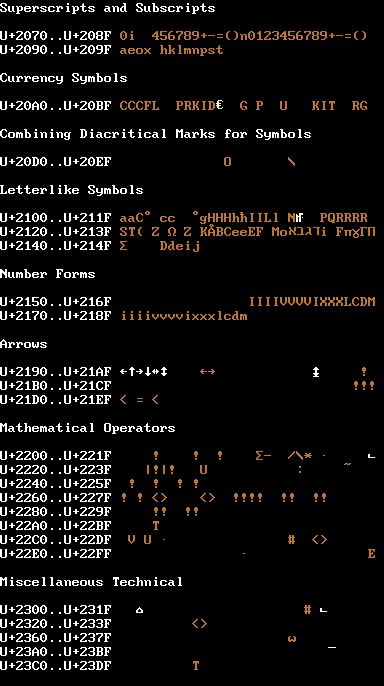 Superscripts and Subscripts
U+2070..U+208F 0i  456789+-=()n0123456789+-=()
U+2090..U+209F aeox hklmnpst
Currency Symbols
U+20A0..U+20BF CCCFL  PRKID€  G P  U   KIT  RG
Combining Diacritical Marks for Symbols
U+20D0..U+20EF O \
Letterlike Symbols
U+2100..U+211F aaC° cc  °gHHHhħIILl N PQRRRR
U+2120..U+213F ST( Z Ω Z KÅBCeeEF Moאבגדi FπɣΓΠ
U+2140..U+214F Σ    Ddeij
Number Forms
U+2150..U+216F IIIIVVVVIXXXLCDM
U+2170..U+218F iiiivvvvixxxlcdm
Arrows
U+2190..U+21AF ←↑→↓↔↕ ↔ ↨ !
U+21B0..U+21CF !!!
U+21D0..U+21EF < = <
Mathematical Operators
U+2200..U+221F ! ! ! Σ- /\* · ⌙
U+2220..U+223F |!|! U : ~
U+2240..U+225F ! ! ! !
U+2260..U+227F ! ! <> <> !!!! !! !!
U+2280..U+229F !! !!
U+22A0..U+22BF T
U+22C0..U+22DF V U · # <>
U+22E0..U+22FF · E
Miscellaneous Technical
U+2300..U+231F ⌂ # ⌙
U+2320..U+233F <>
U+2360..U+237F ω
U+23A0..U+23BF —
U+23C0..U+23DF T